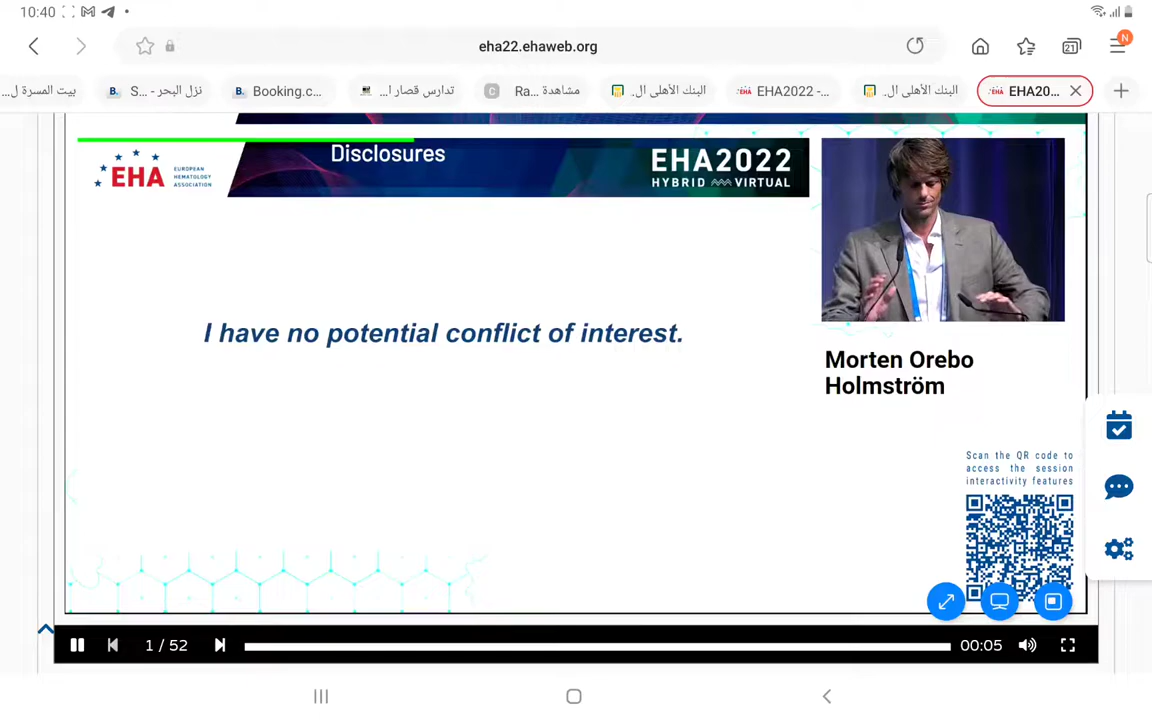 10:40
eha22.ehaweb.org
21
N
بيت المسرة ل...
نزل البحر - S...
Booking.c...
تدارس قصار ا...
مشاهدة Ra...
البنك الأهلي ال...
EHA2022 -...
البنك الأهلي ال...
EHA20...
Disclosures
EHA
EUROPEAN
HEMATOLOGY
ASSOCIATION
EHA2022
HYBRID VIRTUAL
I have no potential conflict of interest.
Morten Orebo
Holmström
Scan the QR code to
access the session
interactivity features
1 / 52
00:05